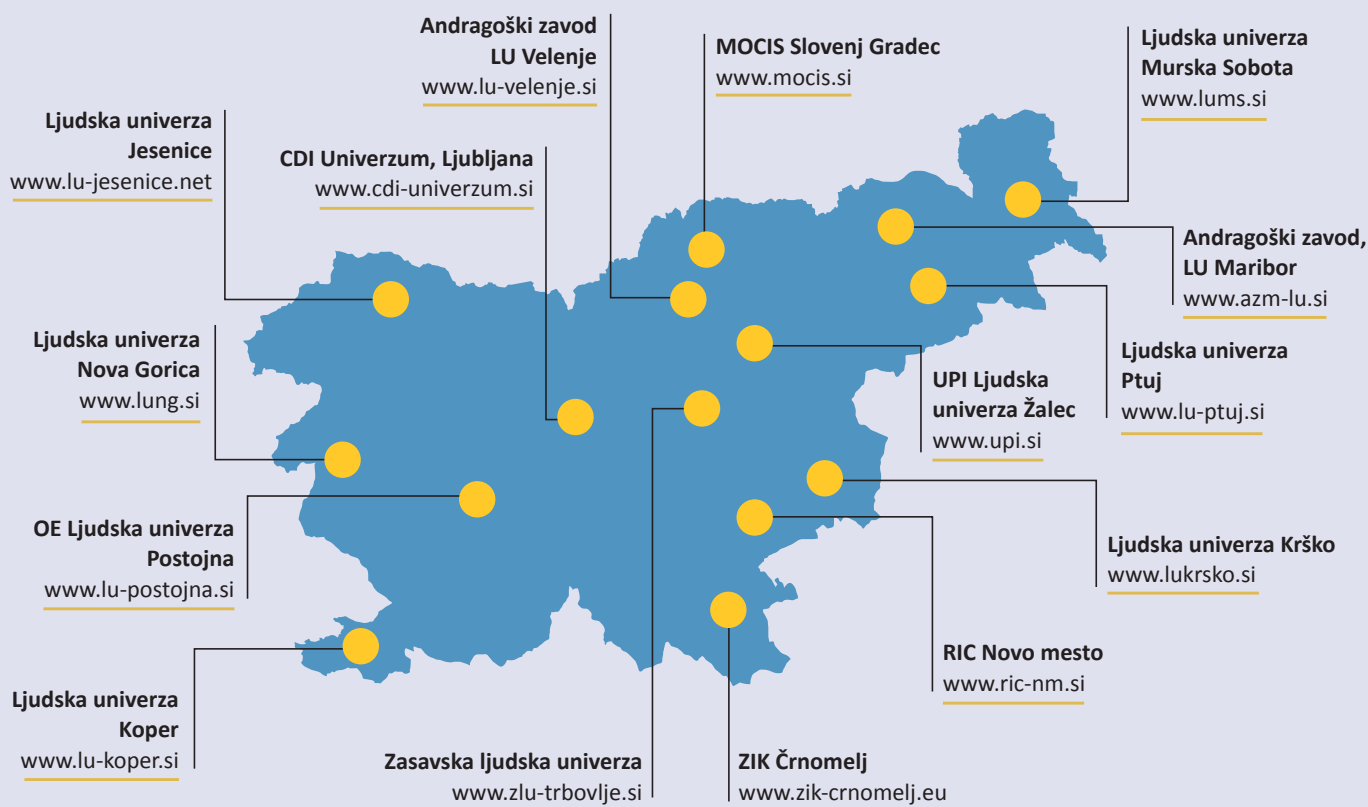 Andragoški zavod
LU Velenje
www.lu-velenje.si
MOCIS Slovenj Gradec
www.mocis.si
Ljudska univerza
Murska Sobota
www.lums.si
Ljudska univerza
Jesenice
www.lu-jesenice.net
CDI Univerzum, Ljubljana
www.cdi-univerzum.si
Andragoški zavod,
LU Maribor
www.azm-lu.si
Ljudska univerza
Nova Gorica
www.lung.si
Ljudska univerza
Ptuj
www.lu-ptuj.si
UPI Ljudska
univerza Žalec
www.upi.si
OE Ljudska univerza
Postojna
www.lu-postojna.si
Ljudska univerza Krško
www.lukrsko.si
RIC Novo mesto
www.ric-nm.si
Ljudska univerza
Koper
www.lu-koper.si
Zasavska ljudska univerza
www.zlu-trbovlje.si
ZIK Črnomelj
www.zik-crnomelj.eu